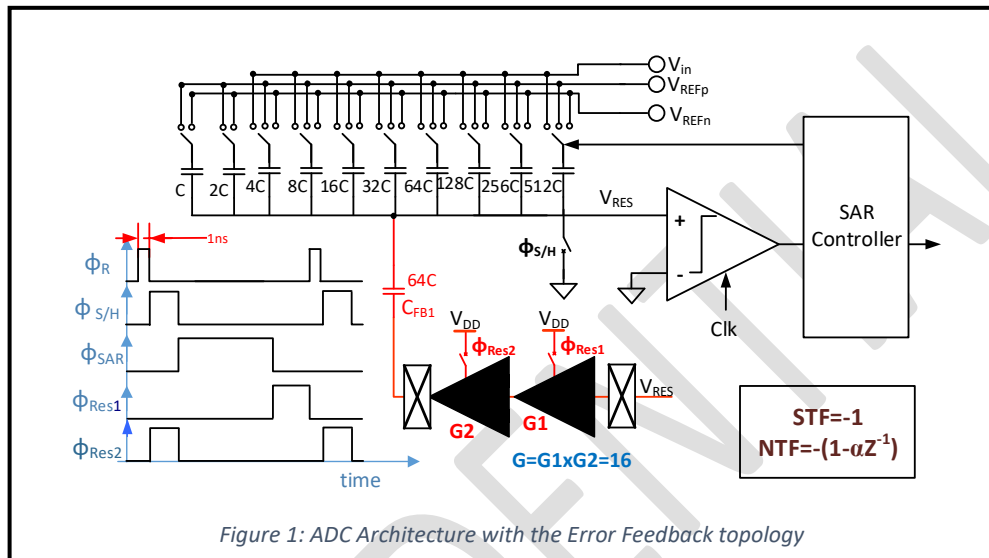 V_in
V_REFp
V_REFn
C 2C 4C 8C 16C 32C 64C 128C 256C 512C
V_RES
SAR
Controller
+
-
Clk
ϕ_S/H
1ns
ϕ_R
ϕ_S/H
ϕ_SAR
ϕ_Res1
ϕ_Res2
time
64C
C_FB1
V_DD
V_DD
ϕ_Res2
ϕ_Res1
V_RES
G2
G1
G=G1xG2=16
STF=-1
NTF=-(1-αZ⁻¹)
Figure 1: ADC Architecture with the Error Feedback topology